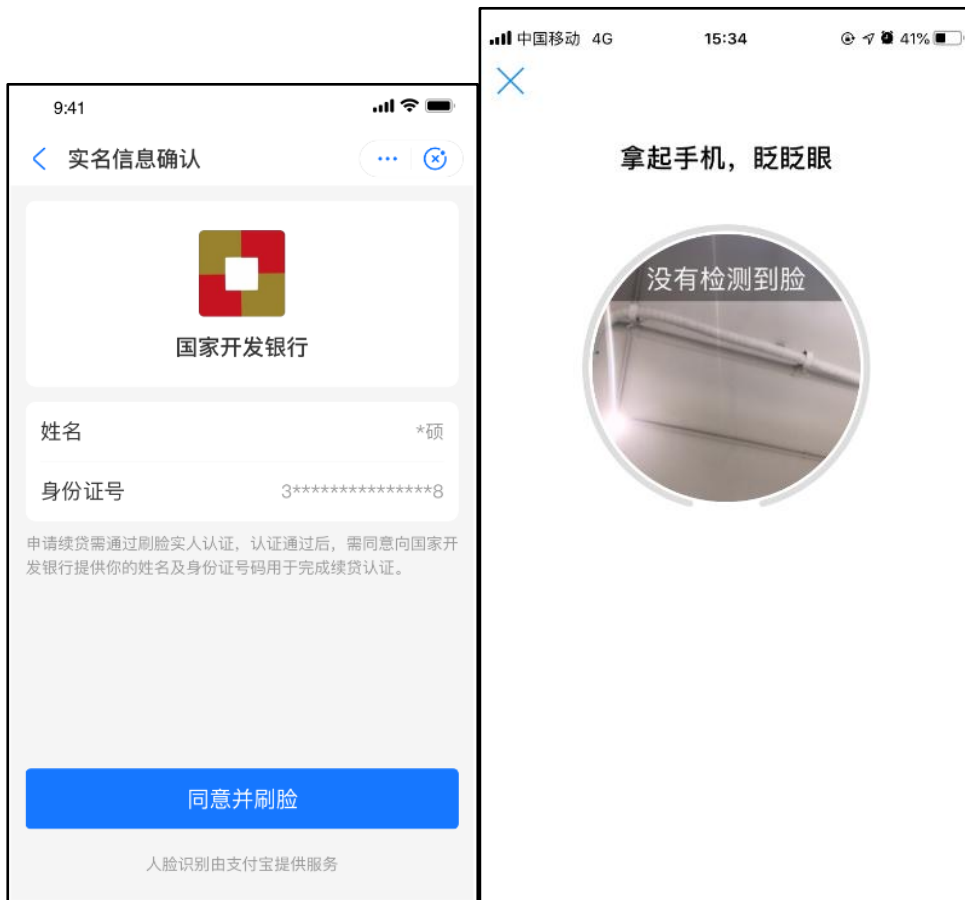 9:41
实名信息确认
国家开发银行
姓名 *硕
身份证号 3***************8
申请续贷需通过刷脸实人认证，认证通过后，需同意向国家开
发银行提供你的姓名及身份证号码用于完成续贷认证。
同意并刷脸
人脸识别由支付宝提供服务
中国移动 4G 15:34 41%
拿起手机，眨眨眼
没有检测到脸